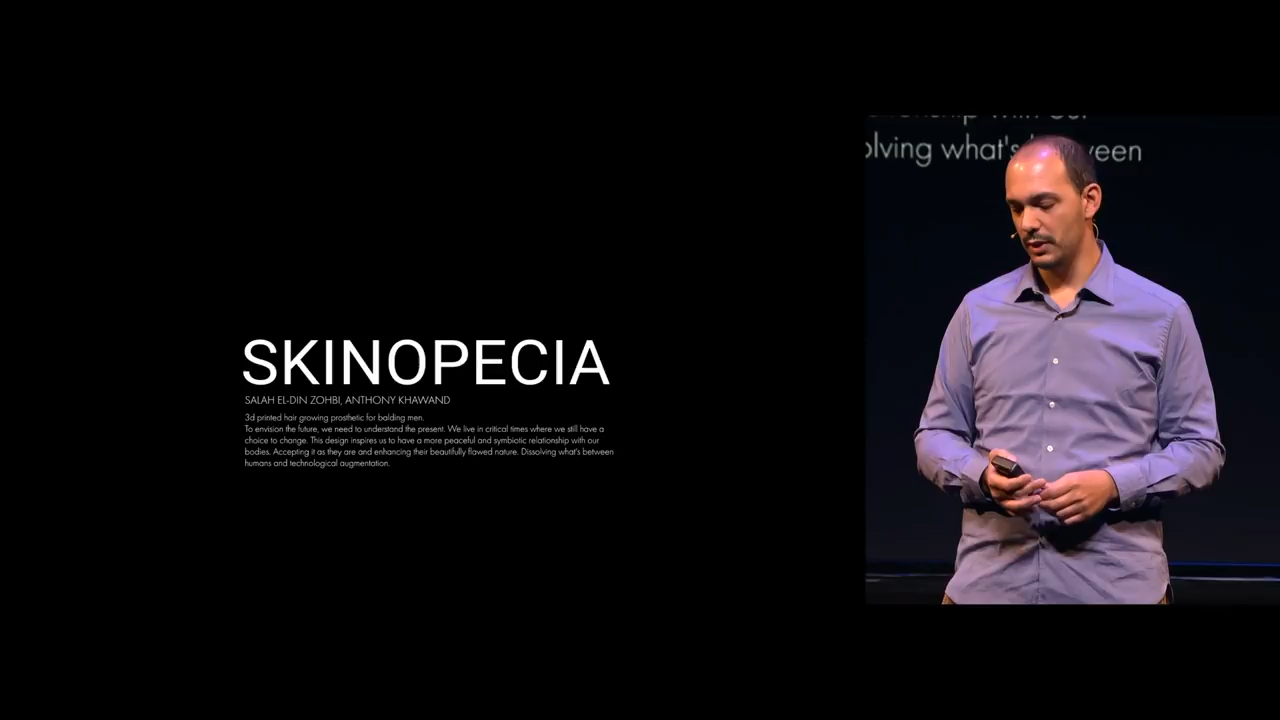 SKINOPECIA
SALAH EL-DIN ZOHBI, ANTHONY KHAWAND
3d printed hair growing prosthetic for balding men.
To envision the future, we need to understand the present. We live in critical times where we still have a
choice to change. This design inspires us to have a more peaceful and symbiotic relationship with our
bodies. Accepting it as they are and enhancing their beautifully flawed nature. Dissolving what's between
humans and technological augmentation.
olving what's